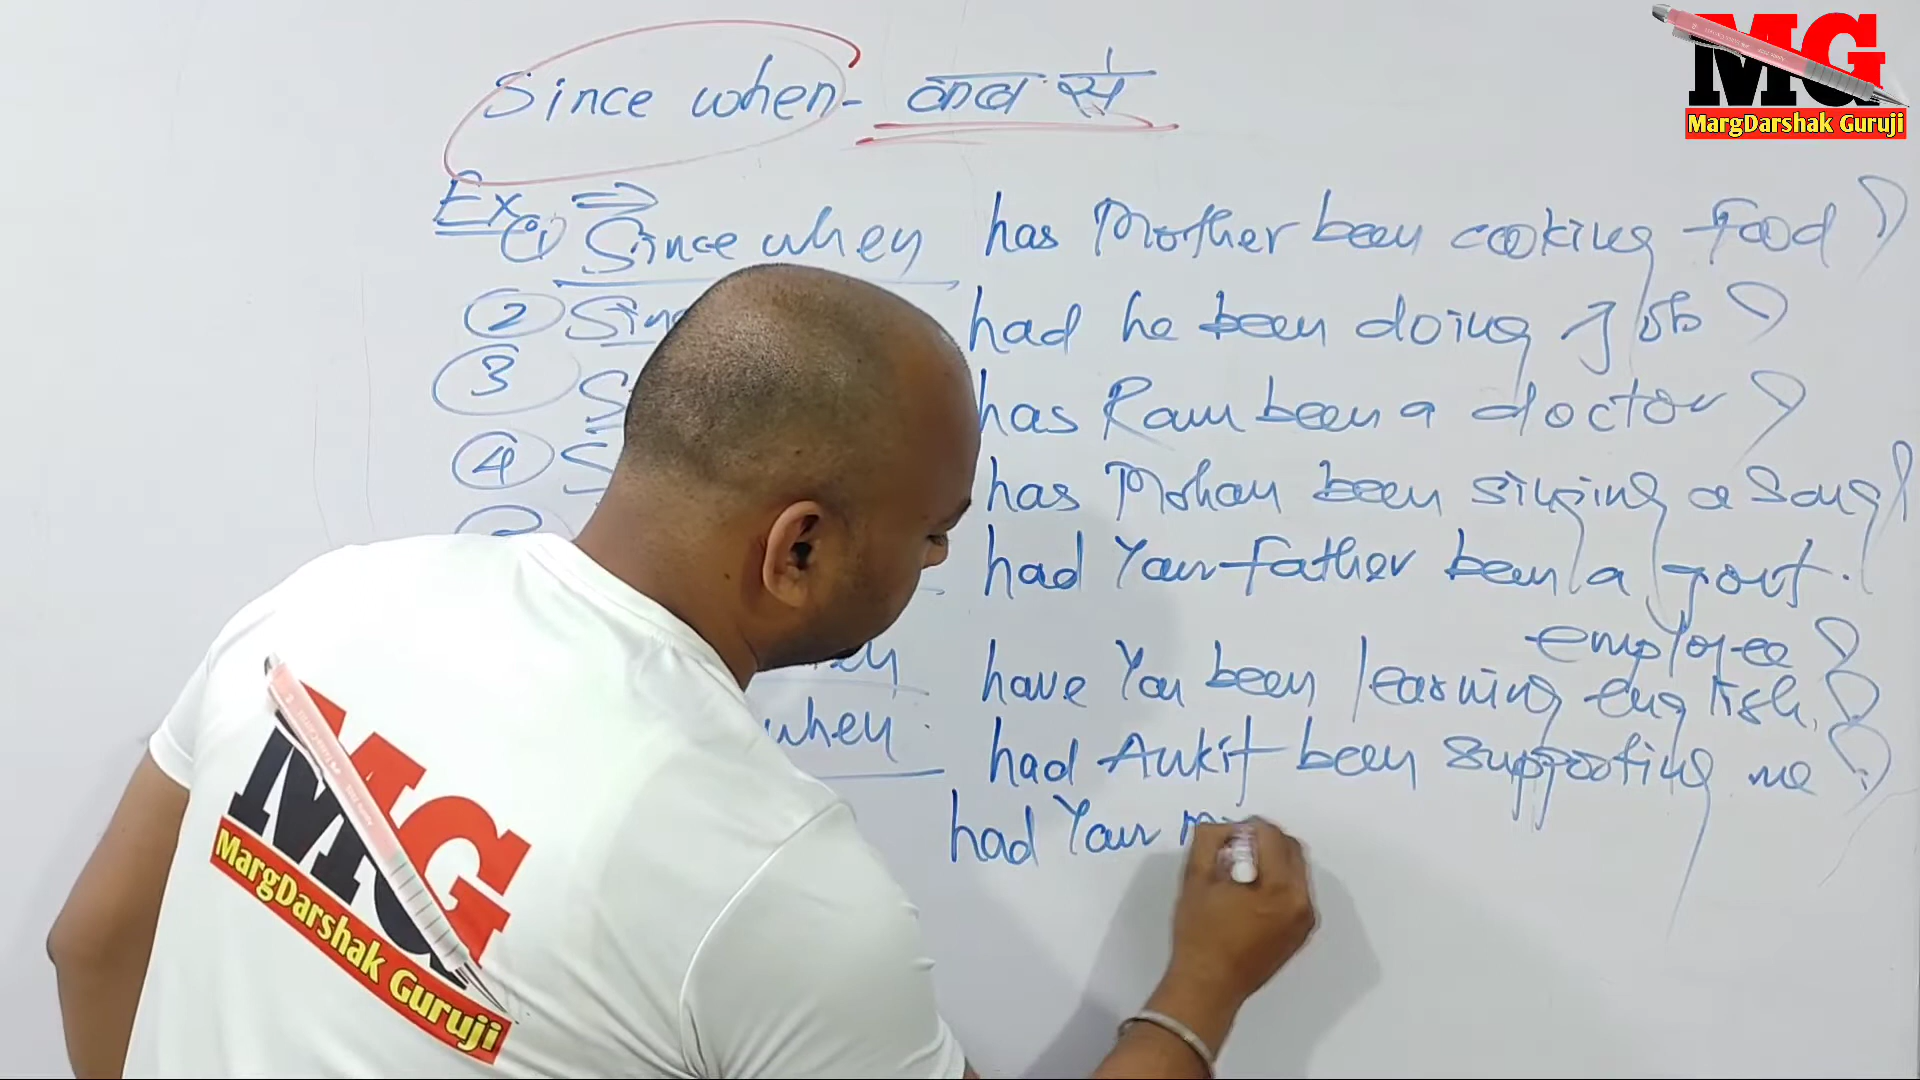 MG
MargDarshak Guruji
Since when - कब से
Ex ⇒
① Since when has Mother been cooking food?
② had he been doing Job?
③ has Ram been a doctor?
④ has Mohan been singing a song?
had Your father been a govt.
employee?
have You been learning english.?
when had Ankit been supporting me?
had Your
MG
MargDarshak Guruji